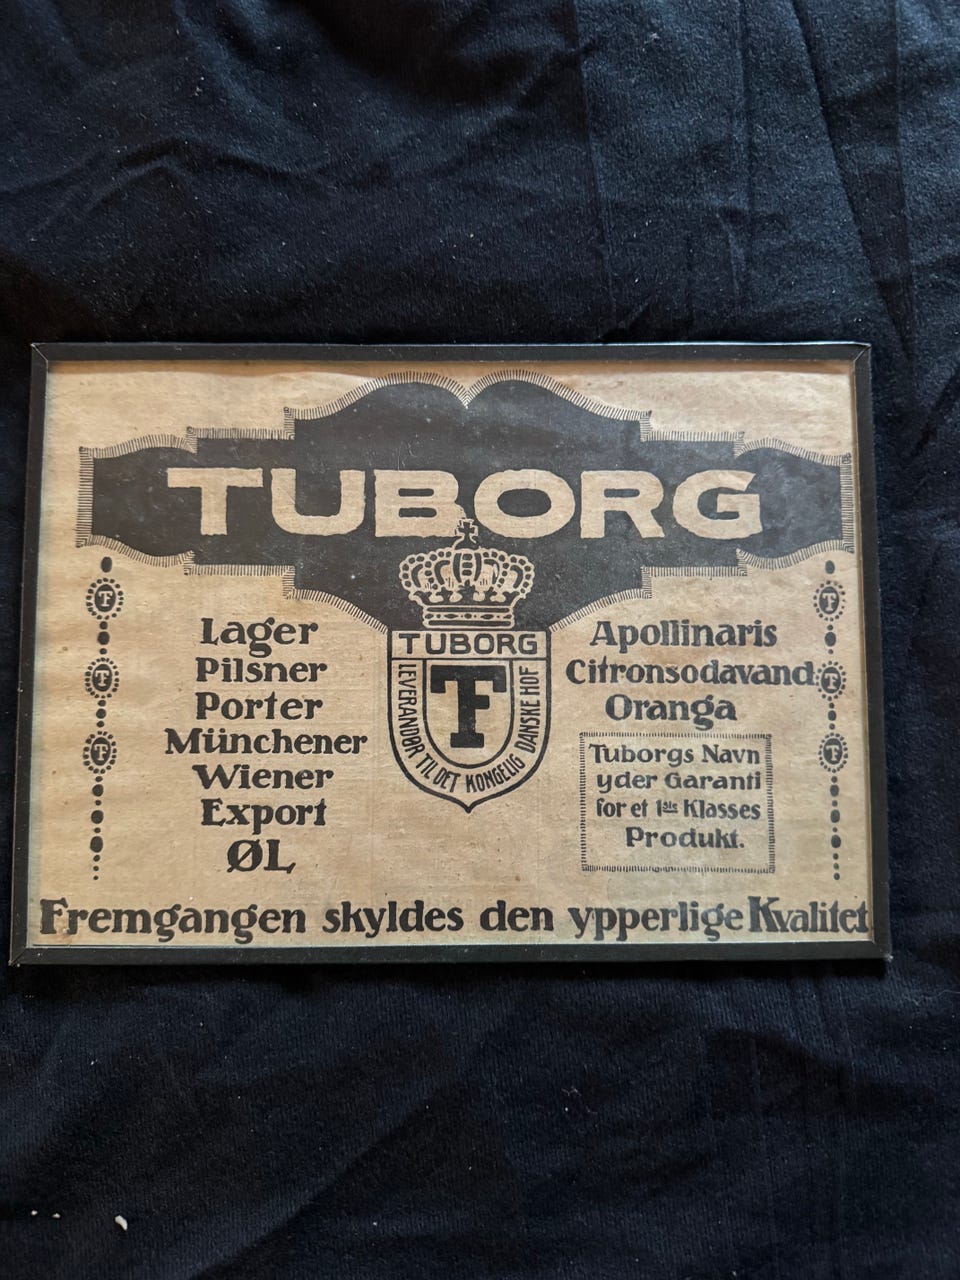 TUBORG
Lager
Pilsner
Porter
Münchener
Wiener
Export
ØL
TUBORG
LEVERANDØR TIL DET KONGELIG DANSKE HOF
TF
Apollinaris
Citronsodavand
Oranga
Tuborgs Navn
yder Garanti
for et 1ste Klasses
Produkt.
Fremgangen skyldes den ypperlige Kvalitet